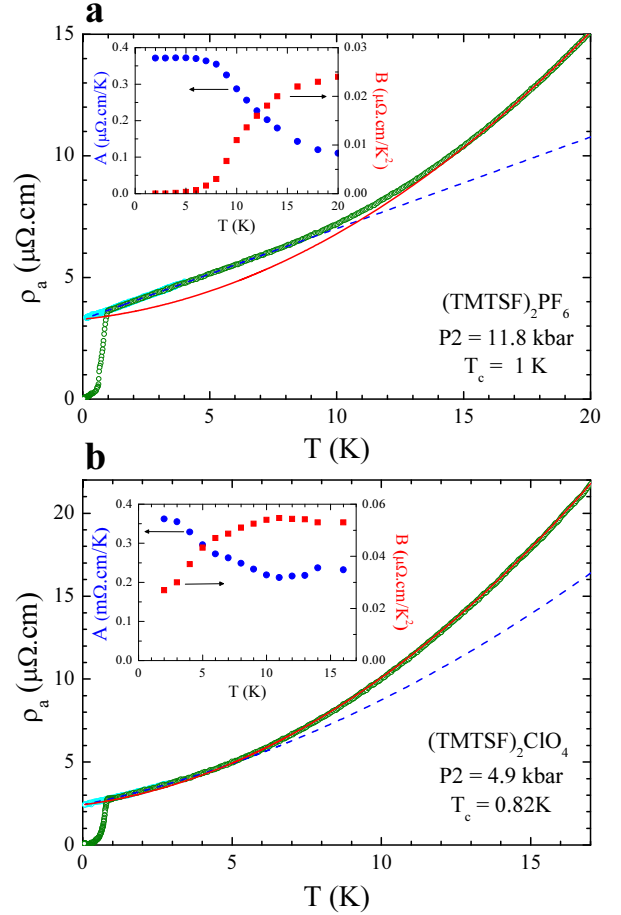 a
15
10
5
0
ρa (μΩ.cm)
0.4
0.3
0.2
0.1
0.0
A (μΩ.cm/K)
0.03
0.02
0.01
0.00
B (μΩ.cm/K²)
0 5 10 15 20
T (K)
(TMTSF)₂PF₆
P2 = 11.8 kbar
Tc = 1 K
0 5 10 15 20
T (K)
b
20
15
10
5
0
ρa (μΩ.cm)
0.4
0.3
0.2
0.1
0.0
A (mΩ.cm/K)
0.06
0.04
0.02
0.00
B (μΩ.cm/K²)
0 5 10 15
T (K)
(TMTSF)₂ClO₄
P2 = 4.9 kbar
Tc = 0.82K
0 5 10 15
T (K)